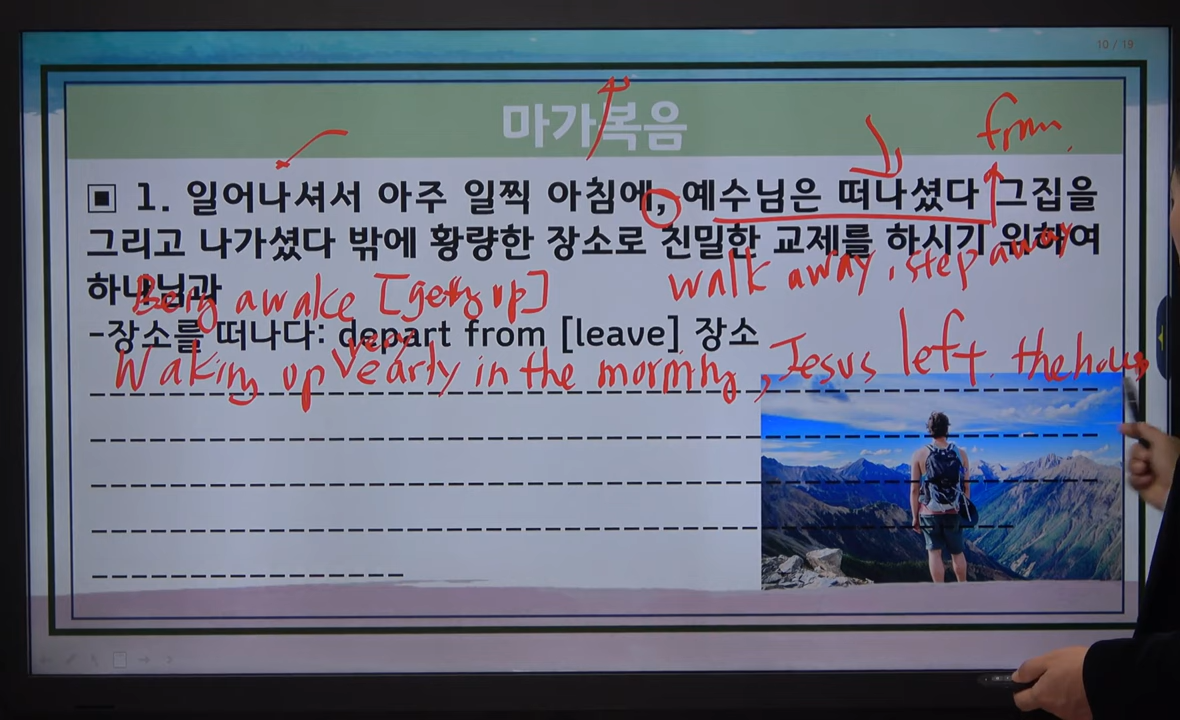 10 / 19
마가복음
from
▣ 1. 일어나셔서 아주 일찍 아침에, 예수님은 떠나셨다 그집을
그리고 나가셨다 밖에 황량한 장소로 진밀한 교제를 하시기 위하여
walk away, step away
하나님과
Being awake [getting up]
-장소를 떠나다: depart from [leave] 장소
very
Waking up early in the morning, Jesus left the house